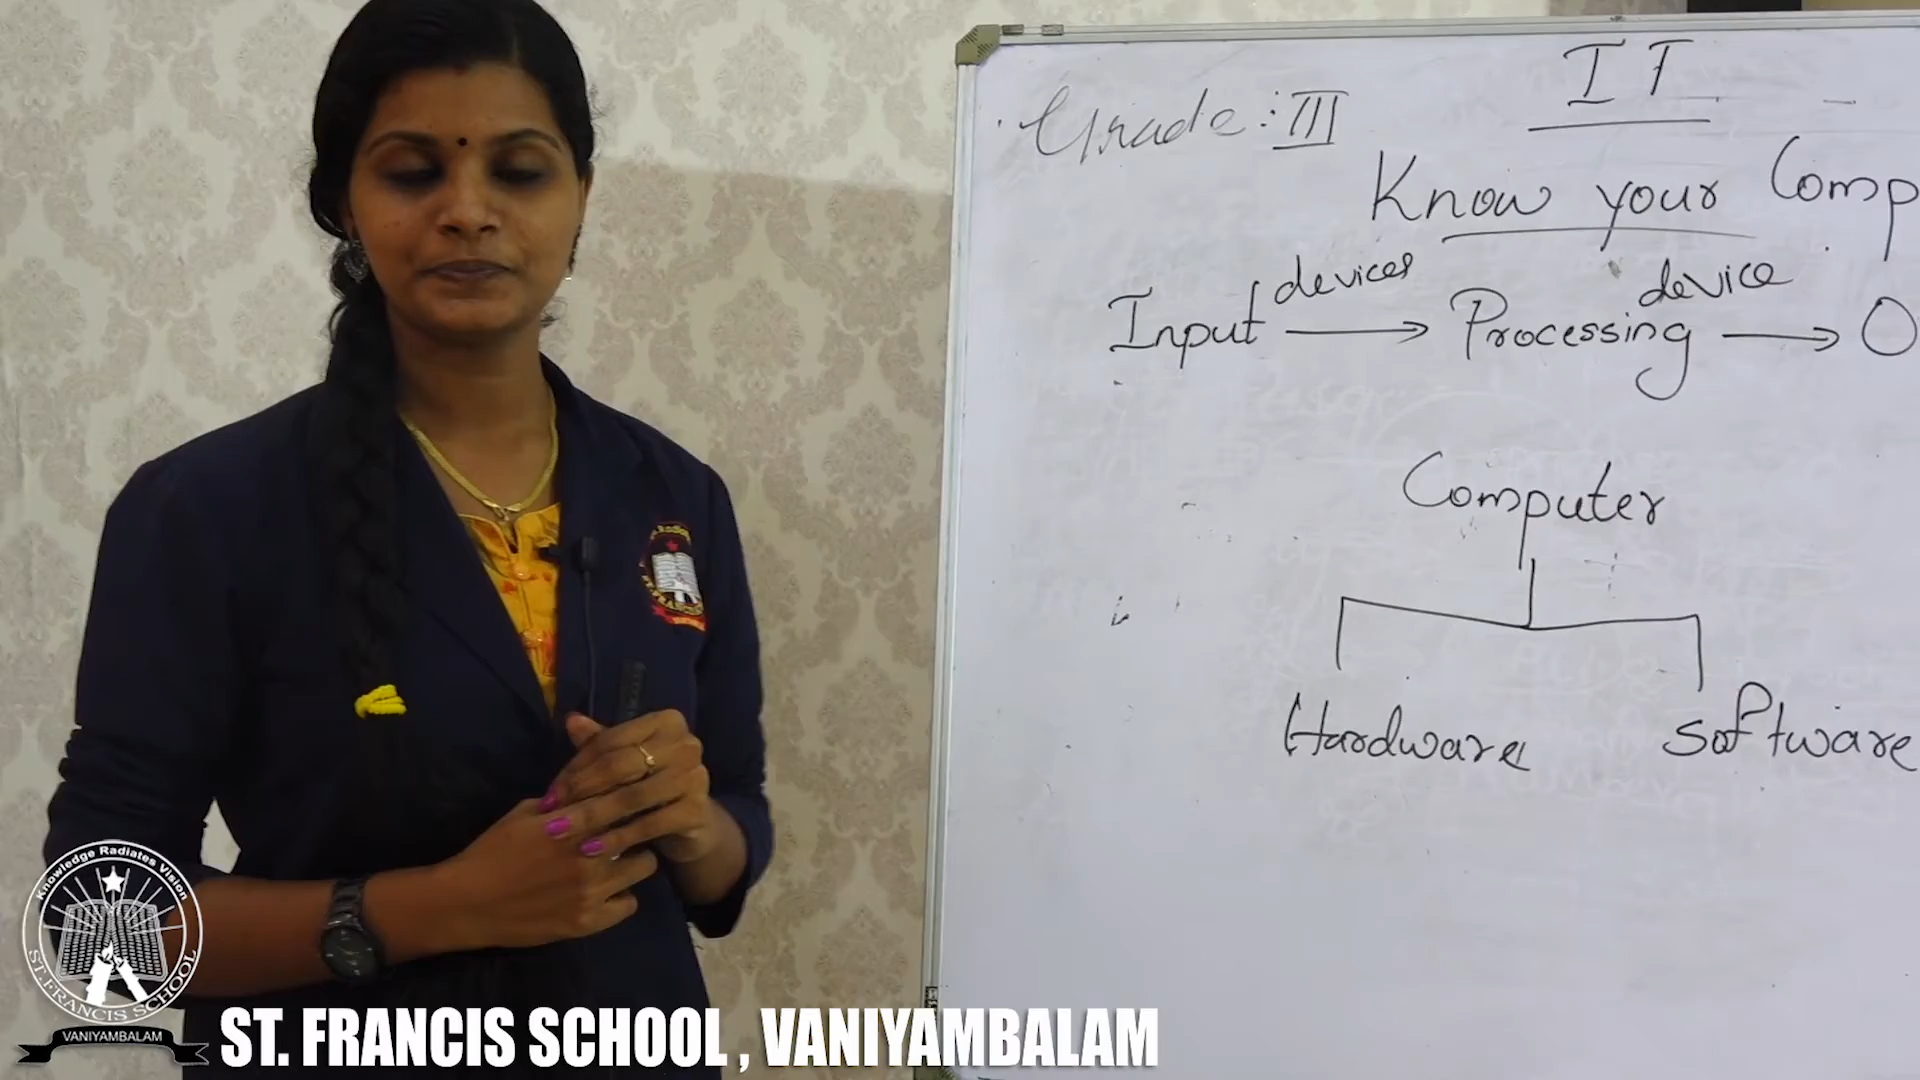 IT
Grade : III
Know your Comp
devices device
Input → Processing → O
Computer
Hardware Software
Knowledge Radiates Vision
ST. FRANCIS SCHOOL
VANIYAMBALAM
ST. FRANCIS SCHOOL , VANIYAMBALAM